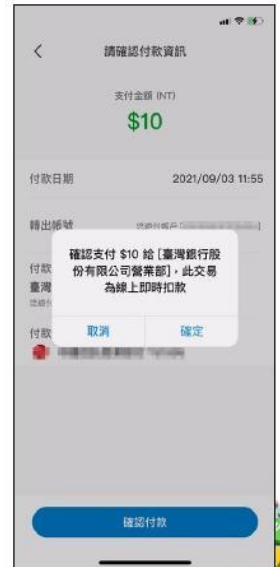 請確認付款資訊
支付金額 (NT)
$10
付款日期 2021/09/03 11:55
轉出帳號
確認支付 $10 給 [臺灣銀行股
份有限公司營業部]，此交易
為線上即時扣款
付款
臺灣
取消 確定
付款
確認付款